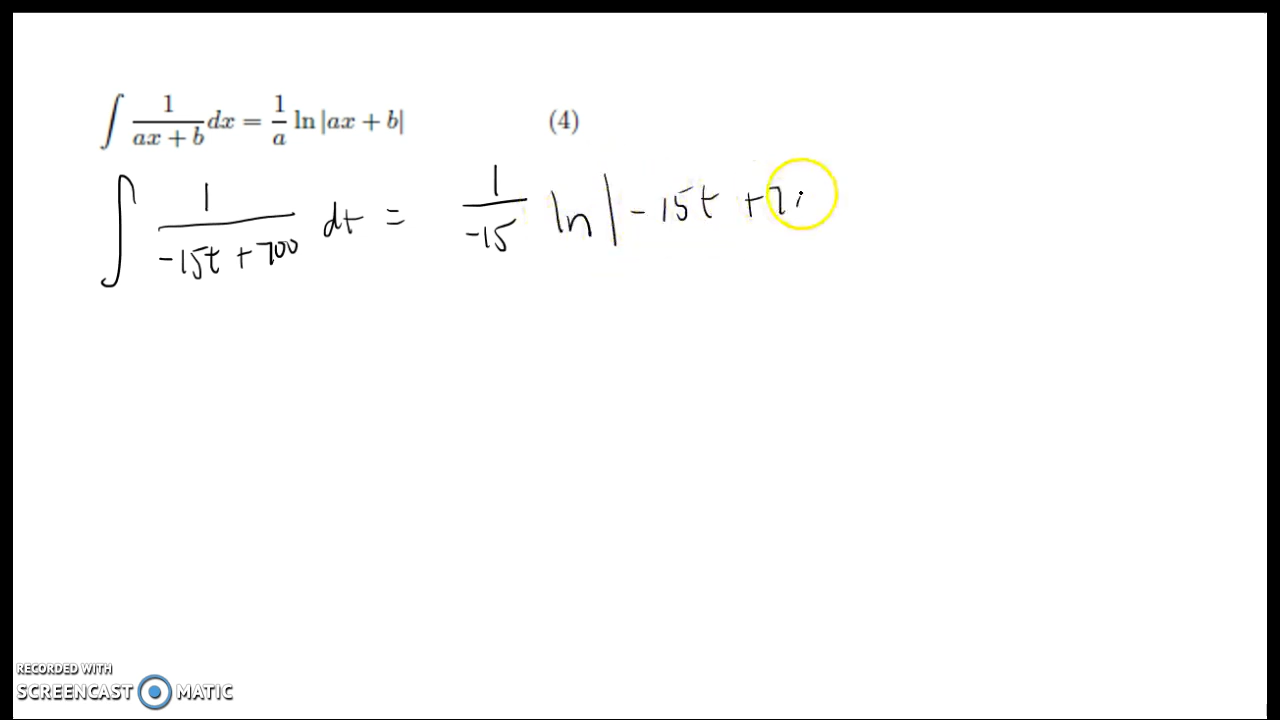 ∫ 1/(ax + b) dx = 1/a ln |ax + b| (4)
∫ 1/(-15t + 700) dt = 1/-15 ln | -15t + 7
RECORDED WITH
SCREENCAST MATIC